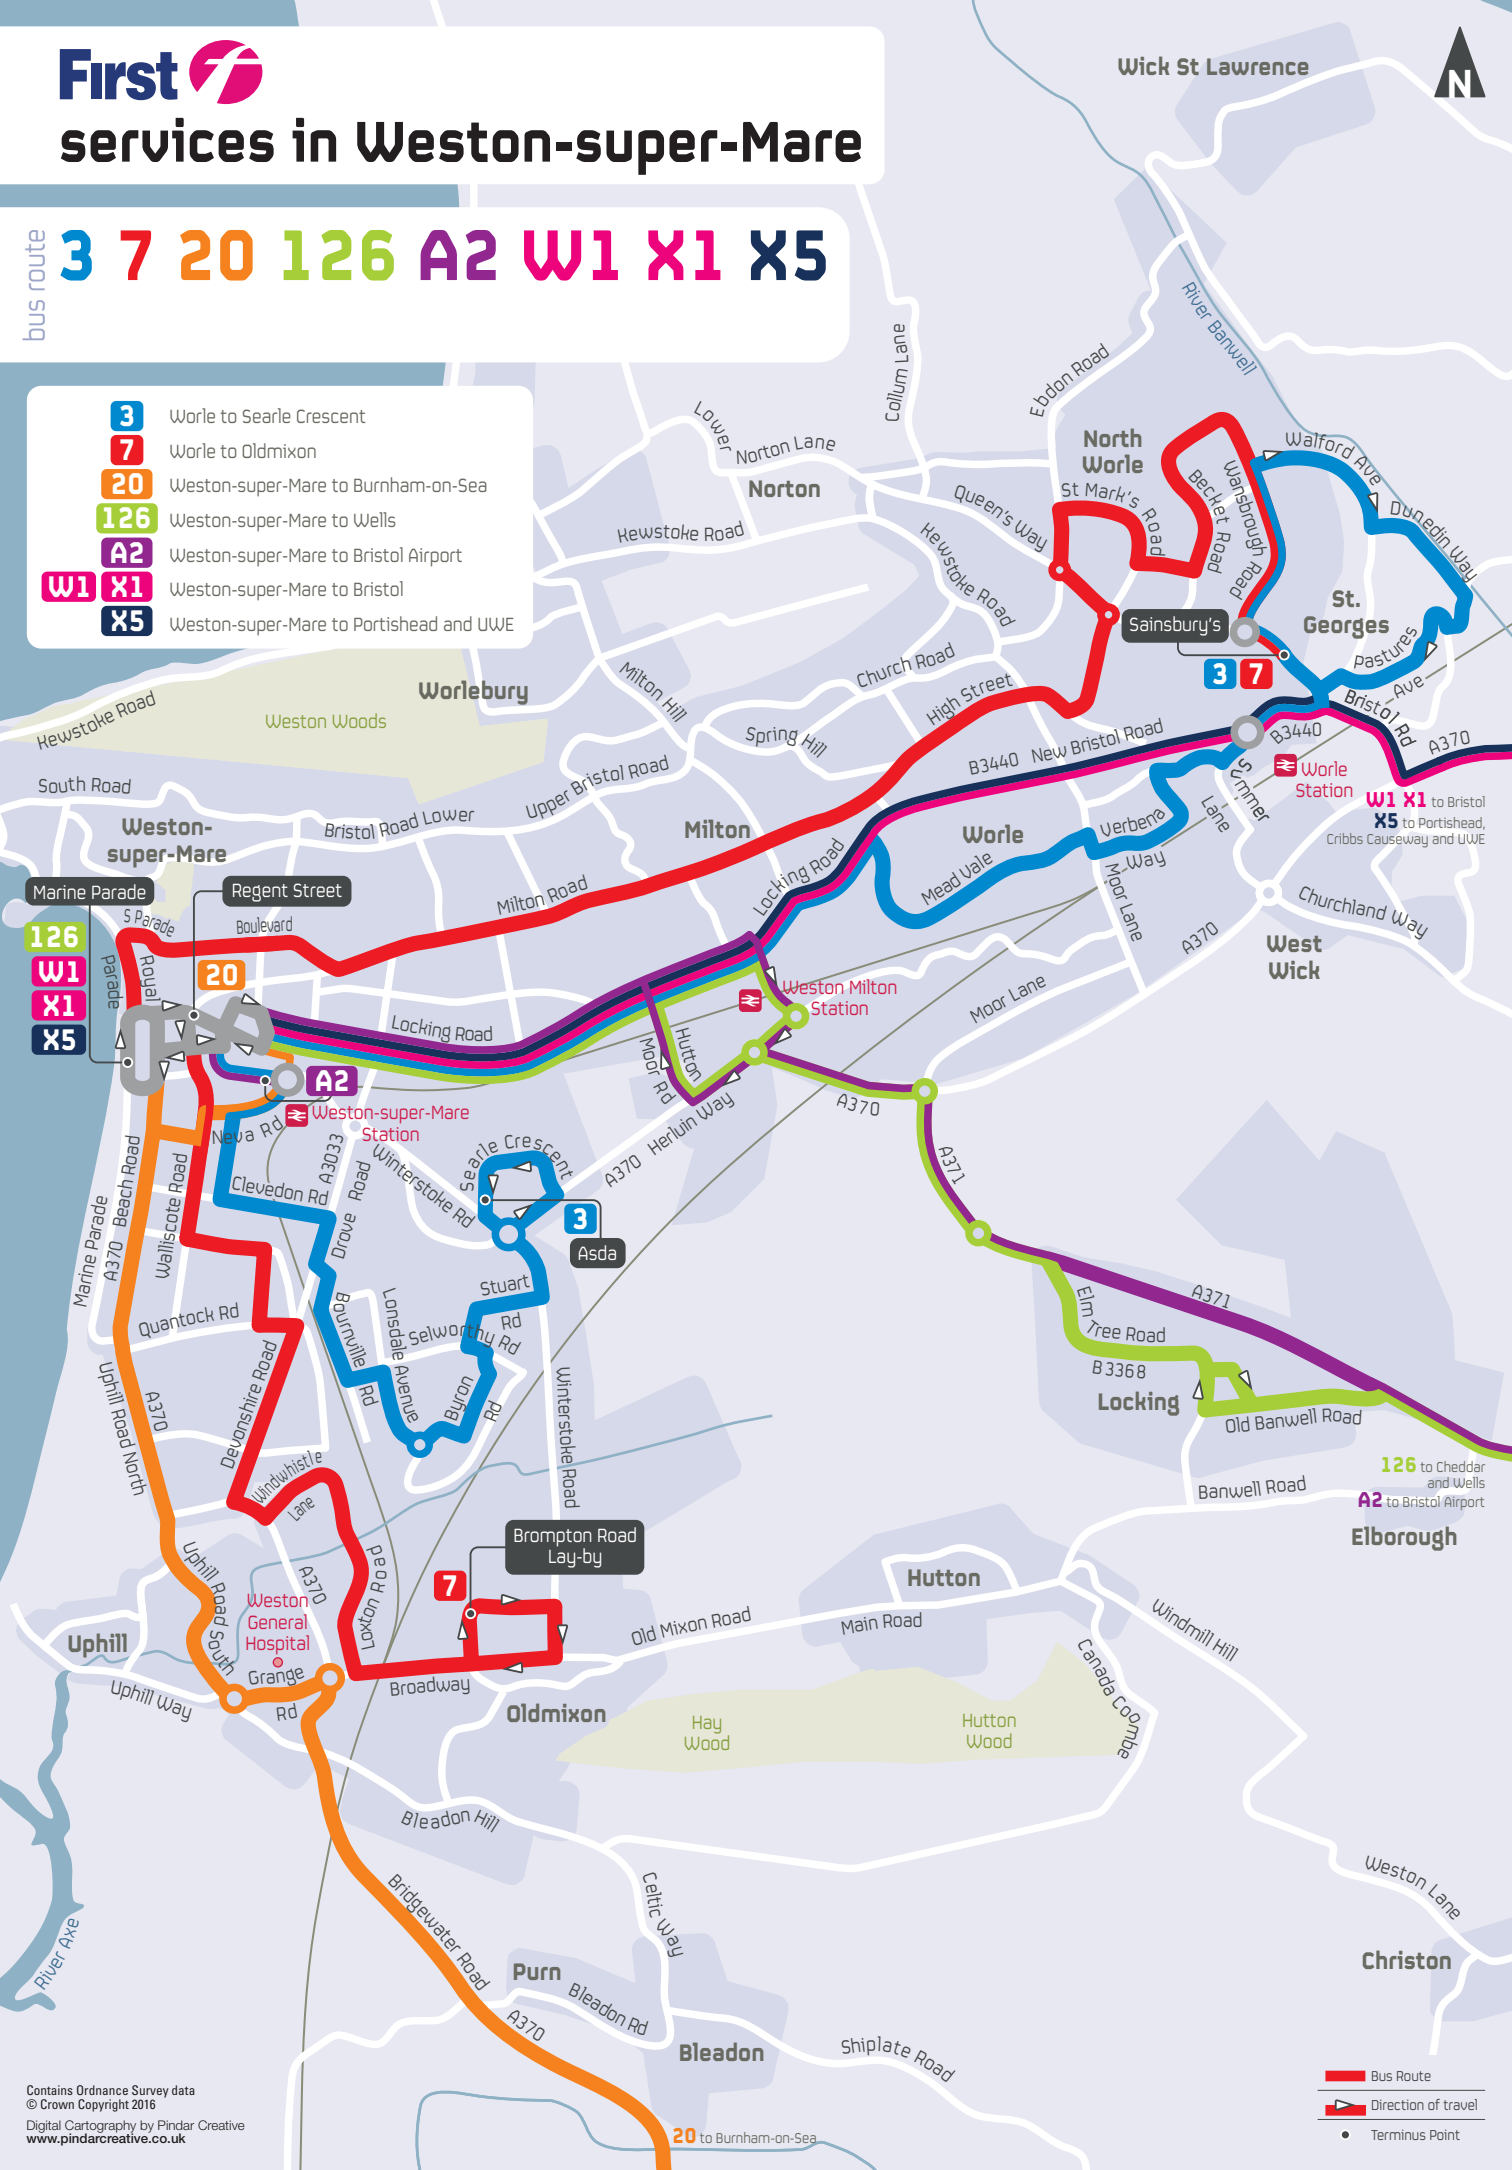 First
services in Weston-super-Mare
bus route
3 7 20 126 A2 W1 X1 X5
3 Worle to Searle Crescent
7 Worle to Oldmixon
20 Weston-super-Mare to Burnham-on-Sea
126 Weston-super-Mare to Wells
A2 Weston-super-Mare to Bristol Airport
W1 X1 Weston-super-Mare to Bristol
X5 Weston-super-Mare to Portishead and UWE
N
Wick St Lawrence
River Banwell
Collum Lane
Ebdon Road
Lower
Norton Lane
Norton
North
Worle
Walford Ave
Queen's Way
St Mark's Road
Becket Road
Wansbrough Road
Dunedin Way
Kewstoke Road
Kewstoke Road
St.
Georges
Sainsbury's
3 7
Pastures
Ave
Church Road
High Street
Milton Hill
Worlebury
Weston Woods
Kewstoke Road
Spring Hill
B3440 New Bristol Road
B3440
Bristol Rd
A370
Worle
Station
Summer
Lane
W1 X1 to Bristol
X5 to Portishead,
Cribbs Causeway and UWE
South Road
Upper Bristol Road
Bristol Road Lower
Weston-
super-Mare
Milton
Worle
Verbena
Way
Mead Vale
Moor Lane
Locking Road
Churchland Way
A370
West
Wick
Marine Parade
Regent Street
S Parade
Boulevard
Milton Road
126
W1
X1
X5
Parade
Royal
20
Locking Road
Weston Milton
Station
Moor Lane
Hutton
Moor Rd
A2
Weston-super-Mare
Station
Neva Rd
A3033
A370
A370 Herluin Way
A371
Searle Crescent
Winterstoke Rd
3
Asda
Clevedon Rd
Drove Road
Marine Parade
A370 Beach Road
Walliscote Road
Quantock Rd
Stuart
Rd
Selworthy Rd
Bournville
Rd
Lonsdale Avenue
Byron
Rd
Winterstoke Road
Devonshire Road
A370
Uphill Road North
Windwhistle
Lane
A371
Elm
Tree Road
B3368
Locking
Old Banwell Road
126 to Cheddar
and Wells
A2 to Bristol Airport
Banwell Road
Elborough
Brompton Road
Lay-by
7
Loxton Road
A370
Uphill Road South
Weston
General
Hospital
Grange
Rd
Broadway
Uphill
Uphill Way
Oldmixon
Old Mixon Road
Main Road
Hutton
Windmill Hill
Canada Coombe
Hay
Wood
Hutton
Wood
Bleadon Hill
Celtic Way
Weston Lane
Christon
River Axe
Bridgewater Road
A370
Purn
Bleadon Rd
Bleadon
Shiplate Road
20 to Burnham-on-Sea
Bus Route
Direction of travel
Terminus Point
Contains Ordnance Survey data
© Crown Copyright 2016
Digital Cartography by Pindar Creative
www.pindarcreative.co.uk